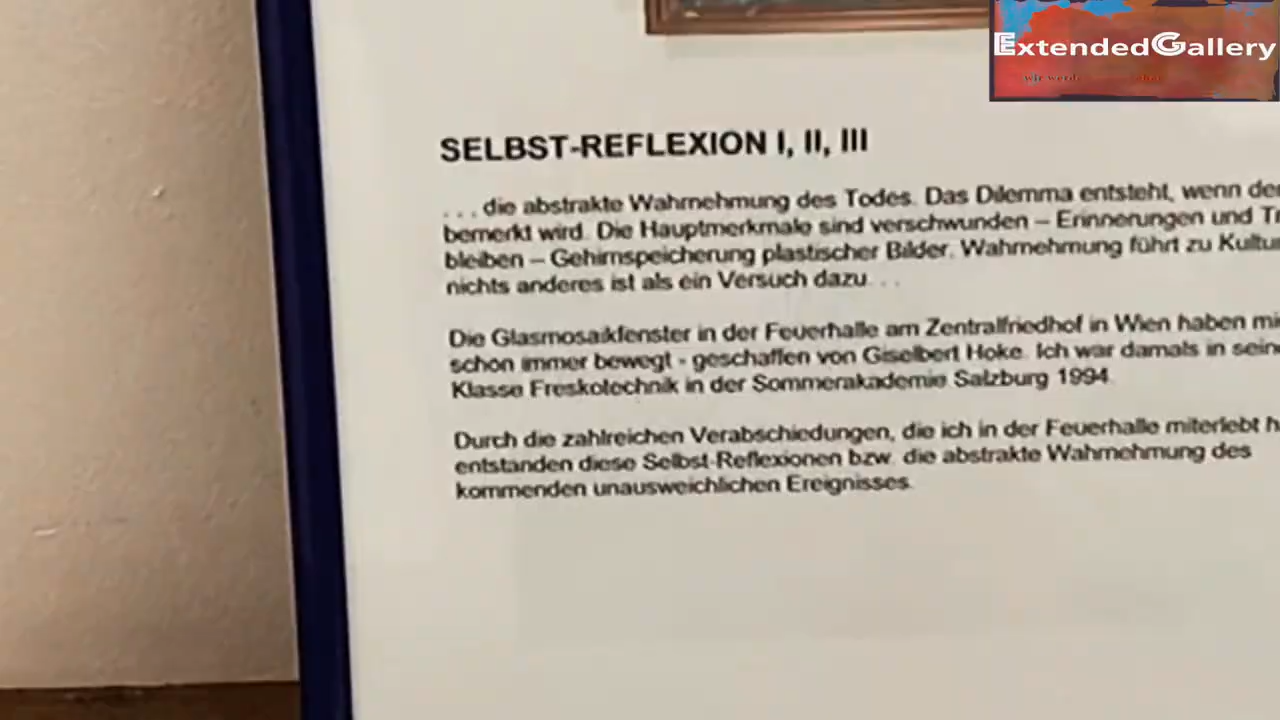 ExtendedGallery
SELBST-REFLEXION I, II, III
. . . die abstrakte Wahrnehmung des Todes. Das Dilemma entsteht, wenn
bemerkt wird. Die Hauptmerkmale sind verschwunden – Erinnerungen und
bleiben – Gehirnspeicherung plastischer Bilder. Wahrnehmung führt zu
nichts anderes ist als ein Versuch dazu . . .
Die Glasmosaikfenster in der Feuerhalle am Zentralfriedhof in Wien haben
schon immer bewegt - geschaffen von Giselbert Hoke. Ich war damals in
Klasse Freskotechnik in der Sommerakademie Salzburg 1994.
Durch die zahlreichen Verabschiedungen, die ich in der Feuerhalle miterlebt
entstanden diese Selbst-Reflexionen bzw. die abstrakte Wahrnehmung des
kommenden unausweichlichen Ereignisses.